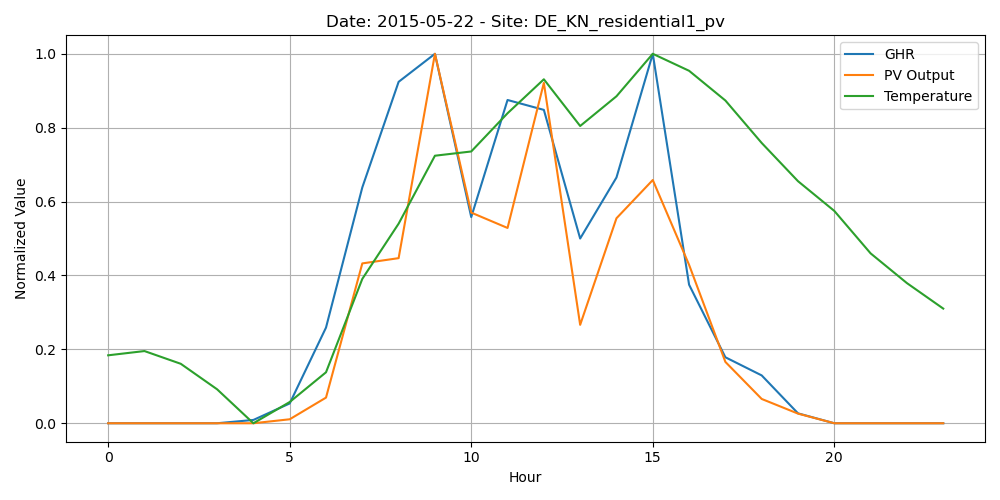 Date: 2015-05-22 - Site: DE_KN_residential1_pv
GHR
PV Output
Temperature
1.0
0.8
0.6
0.4
0.2
0.0
Normalized Value
0 5 10 15 20
Hour